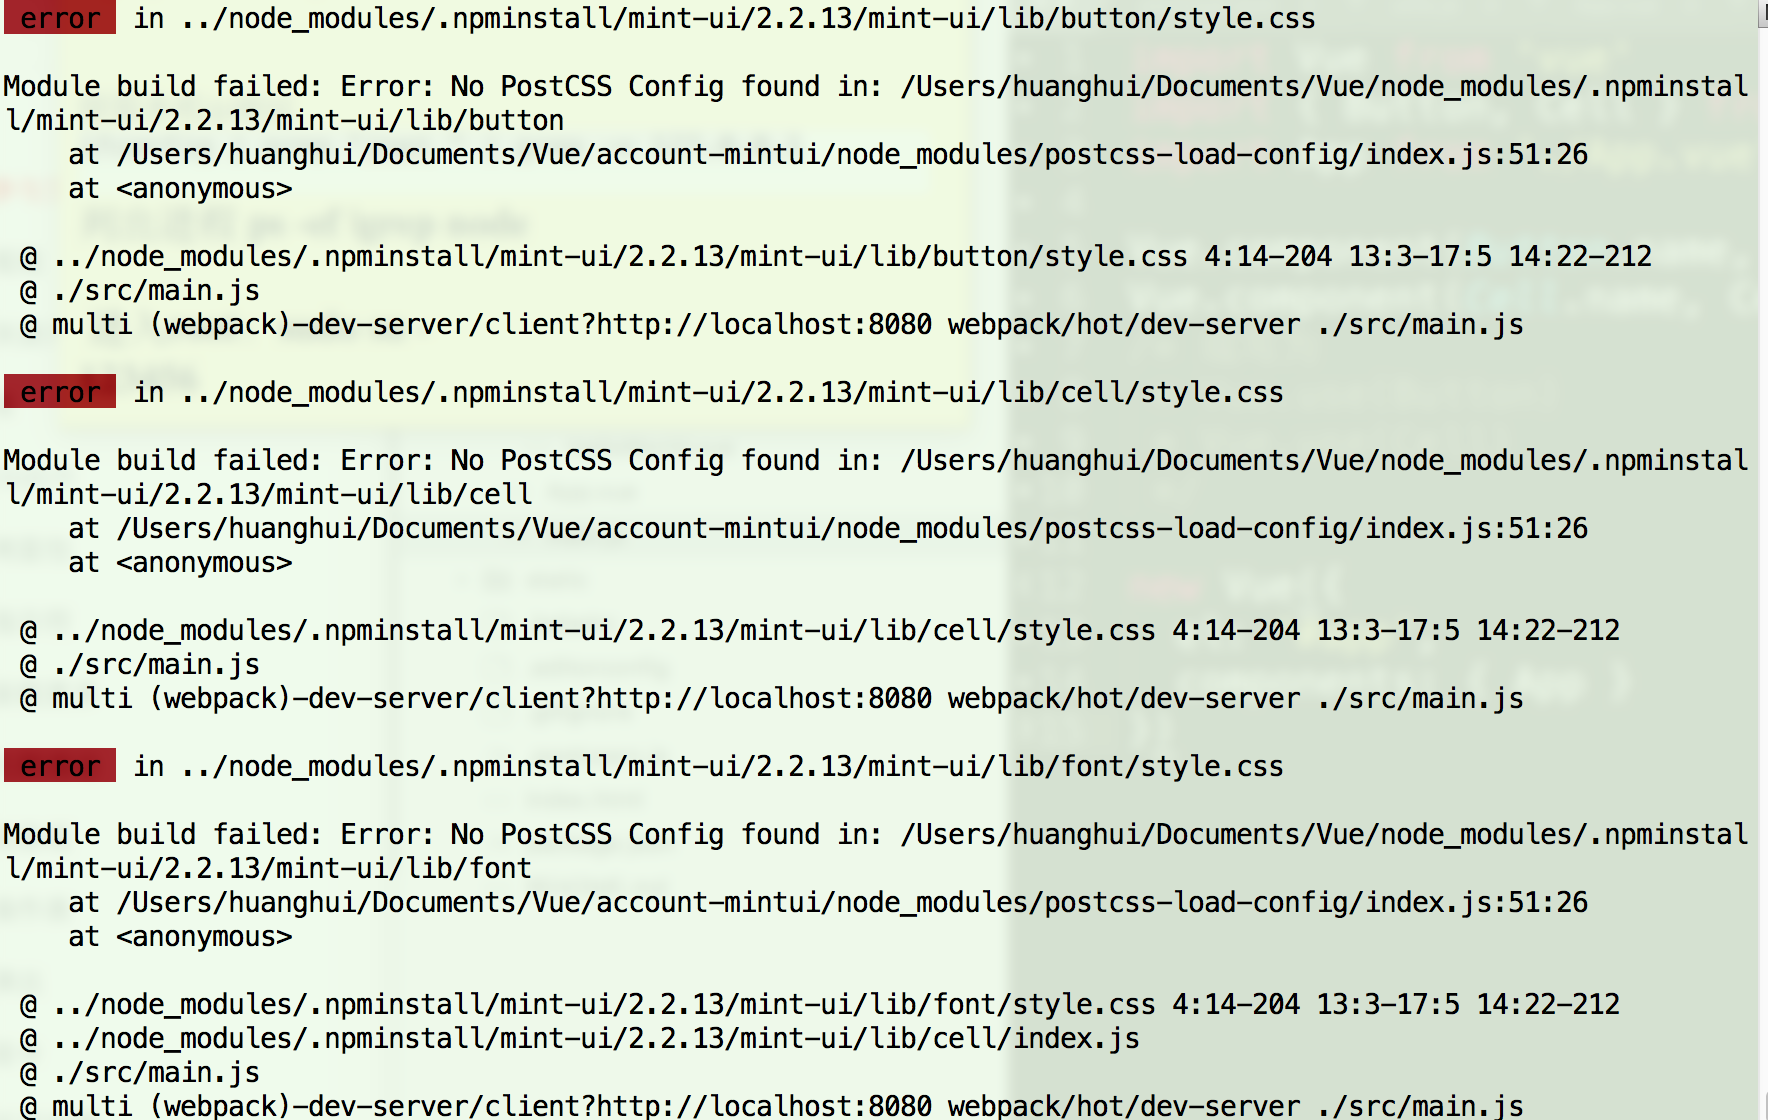 error  in ../node_modules/.npminstall/mint-ui/2.2.13/mint-ui/lib/button/style.css
Module build failed: Error: No PostCSS Config found in: /Users/huanghui/Documents/Vue/node_modules/.npminstal
l/mint-ui/2.2.13/mint-ui/lib/button
    at /Users/huanghui/Documents/Vue/account-mintui/node_modules/postcss-load-config/index.js:51:26
    at <anonymous>
 @ ../node_modules/.npminstall/mint-ui/2.2.13/mint-ui/lib/button/style.css 4:14-204 13:3-17:5 14:22-212
 @ ./src/main.js
 @ multi (webpack)-dev-server/client?http://localhost:8080 webpack/hot/dev-server ./src/main.js
error  in ../node_modules/.npminstall/mint-ui/2.2.13/mint-ui/lib/cell/style.css
Module build failed: Error: No PostCSS Config found in: /Users/huanghui/Documents/Vue/node_modules/.npminstal
l/mint-ui/2.2.13/mint-ui/lib/cell
    at /Users/huanghui/Documents/Vue/account-mintui/node_modules/postcss-load-config/index.js:51:26
    at <anonymous>
 @ ../node_modules/.npminstall/mint-ui/2.2.13/mint-ui/lib/cell/style.css 4:14-204 13:3-17:5 14:22-212
 @ ./src/main.js
 @ multi (webpack)-dev-server/client?http://localhost:8080 webpack/hot/dev-server ./src/main.js
error  in ../node_modules/.npminstall/mint-ui/2.2.13/mint-ui/lib/font/style.css
Module build failed: Error: No PostCSS Config found in: /Users/huanghui/Documents/Vue/node_modules/.npminstal
l/mint-ui/2.2.13/mint-ui/lib/font
    at /Users/huanghui/Documents/Vue/account-mintui/node_modules/postcss-load-config/index.js:51:26
    at <anonymous>
 @ ../node_modules/.npminstall/mint-ui/2.2.13/mint-ui/lib/font/style.css 4:14-204 13:3-17:5 14:22-212
 @ ../node_modules/.npminstall/mint-ui/2.2.13/mint-ui/lib/cell/index.js
 @ ./src/main.js
 @ multi (webpack)-dev-server/client?http://localhost:8080 webpack/hot/dev-server ./src/main.js